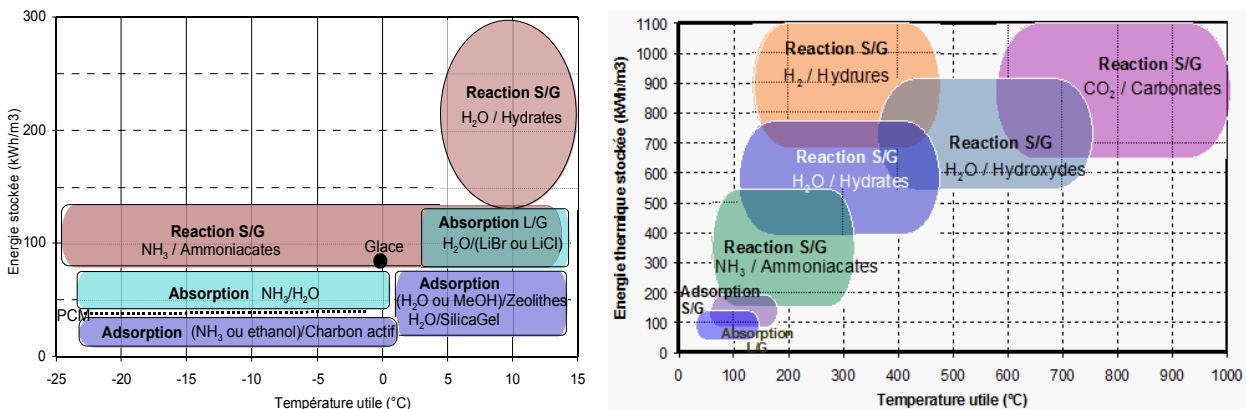 300
200
100
0
Energie stockée (kWh/m3)
Reaction S/G
H₂O / Hydrates
Reaction S/G
NH₃ / Ammoniacates
Glace
Absorption L/G
H₂O/(LiBr ou LiCl)
Absorption NH₃/H₂O
Adsorption
(H₂O ou MeOH)/Zeolithes
H₂O/SilicaGel
PCM
Adsorption (NH₃ ou ethanol)/Charbon actif
-25 -20 -15 -10 -5 0 5 10 15
Température utile (°C)
1100
1000
900
800
700
600
500
400
300
200
100
0
Energie thermique stockée (kWh/m3)
Reaction S/G
H₂ / Hydrures
Reaction S/G
CO₂ / Carbonates
Reaction S/G
H₂O / Hydroxydes
Reaction S/G
H₂O / Hydrates
Reaction S/G
NH₃ / Ammoniacates
Adsorption
S/G
Absorption
L/G
0 100 200 300 400 500 600 700 800 900 1000
Temperature utile (°C)